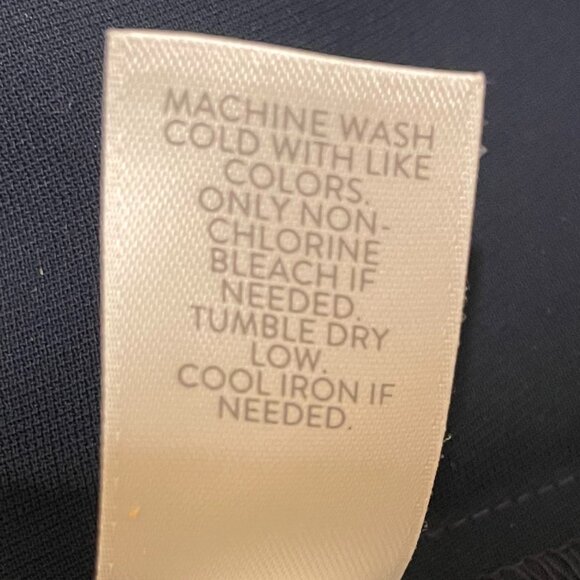 MACHINE WASH
COLD WITH LIKE
COLORS.
ONLY NON-
CHLORINE
BLEACH IF
NEEDED.
TUMBLE DRY
LOW.
COOL IRON IF
NEEDED.